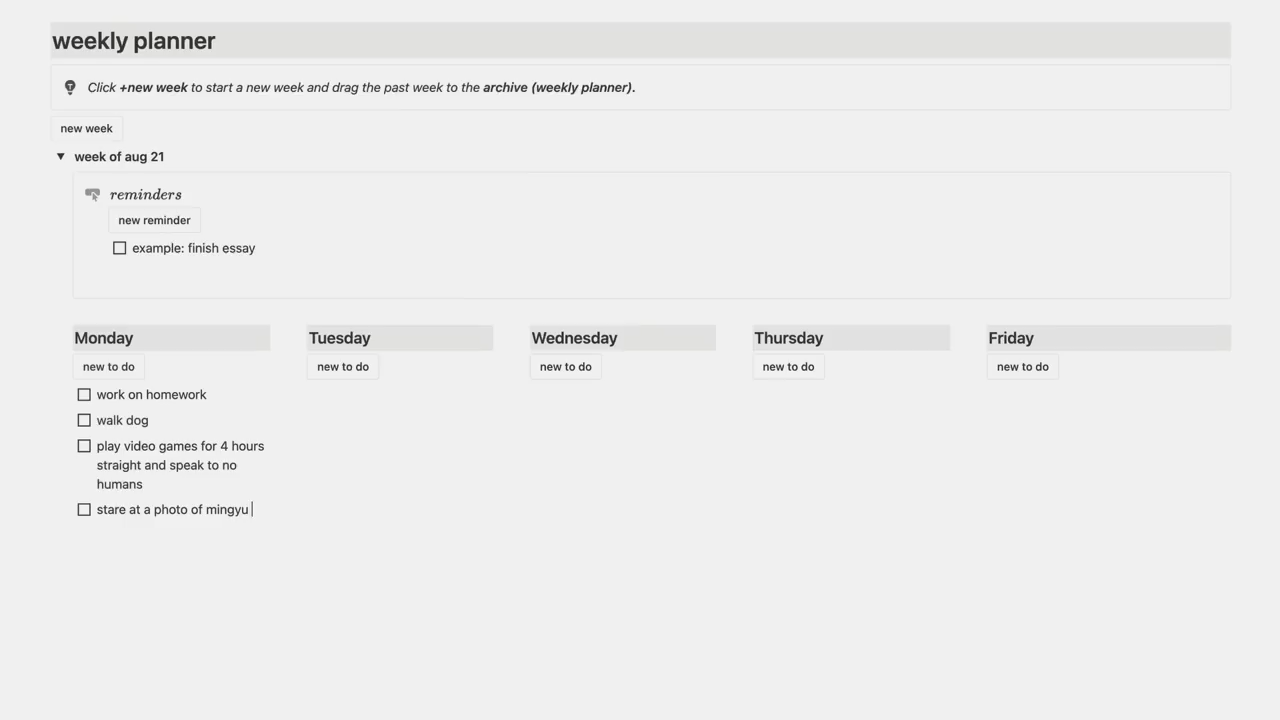 weekly planner
Click +new week to start a new week and drag the past week to the archive (weekly planner).
new week
week of aug 21
reminders
new reminder
example: finish essay
Monday
new to do
work on homework
walk dog
play video games for 4 hours
straight and speak to no
humans
stare at a photo of mingyu
Tuesday
new to do
Wednesday
new to do
Thursday
new to do
Friday
new to do